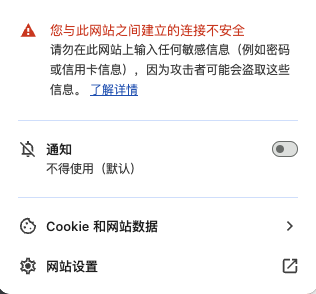 您与此网站之间建立的连接不安全
请勿在此网站上输入任何敏感信息（例如密码
或信用卡信息），因为攻击者可能会盗取这些
信息。 了解详情
通知
不得使用（默认）
Cookie 和网站数据
网站设置